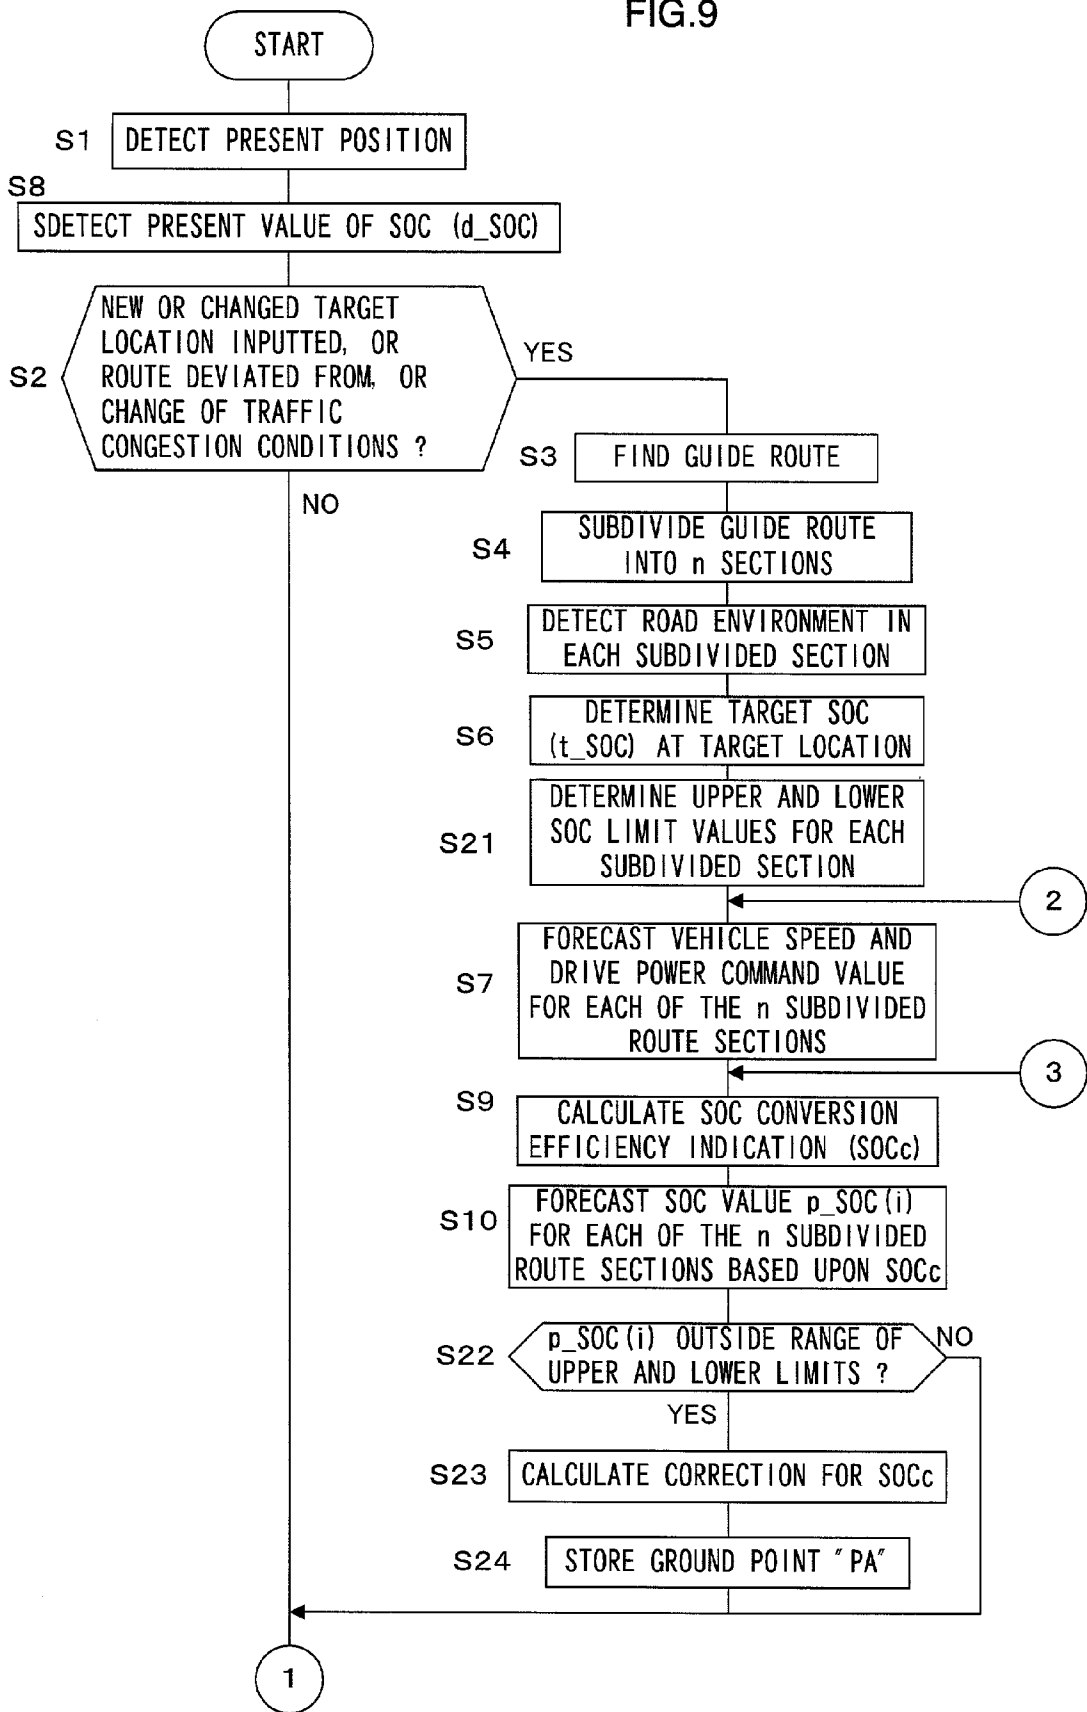 FIG.9
START
S1
DETECT PRESENT POSITION
S8
SDETECT PRESENT VALUE OF SOC (d_SOC)
S2
NEW OR CHANGED TARGET
LOCATION INPUTTED, OR
ROUTE DEVIATED FROM, OR
CHANGE OF TRAFFIC
CONGESTION CONDITIONS ?
YES
NO
S3
FIND GUIDE ROUTE
S4
SUBDIVIDE GUIDE ROUTE
INTO n SECTIONS
S5
DETECT ROAD ENVIRONMENT IN
EACH SUBDIVIDED SECTION
S6
DETERMINE TARGET SOC
(t_SOC) AT TARGET LOCATION
S21
DETERMINE UPPER AND LOWER
SOC LIMIT VALUES FOR EACH
SUBDIVIDED SECTION
2
S7
FORECAST VEHICLE SPEED AND
DRIVE POWER COMMAND VALUE
FOR EACH OF THE n SUBDIVIDED
ROUTE SECTIONS
3
S9
CALCULATE SOC CONVERSION
EFFICIENCY INDICATION (SOCc)
S10
FORECAST SOC VALUE p_SOC(i)
FOR EACH OF THE n SUBDIVIDED
ROUTE SECTIONS BASED UPON SOCc
S22
p_SOC(i) OUTSIDE RANGE OF
UPPER AND LOWER LIMITS ?
NO
YES
S23
CALCULATE CORRECTION FOR SOCc
S24
STORE GROUND POINT "PA"
1